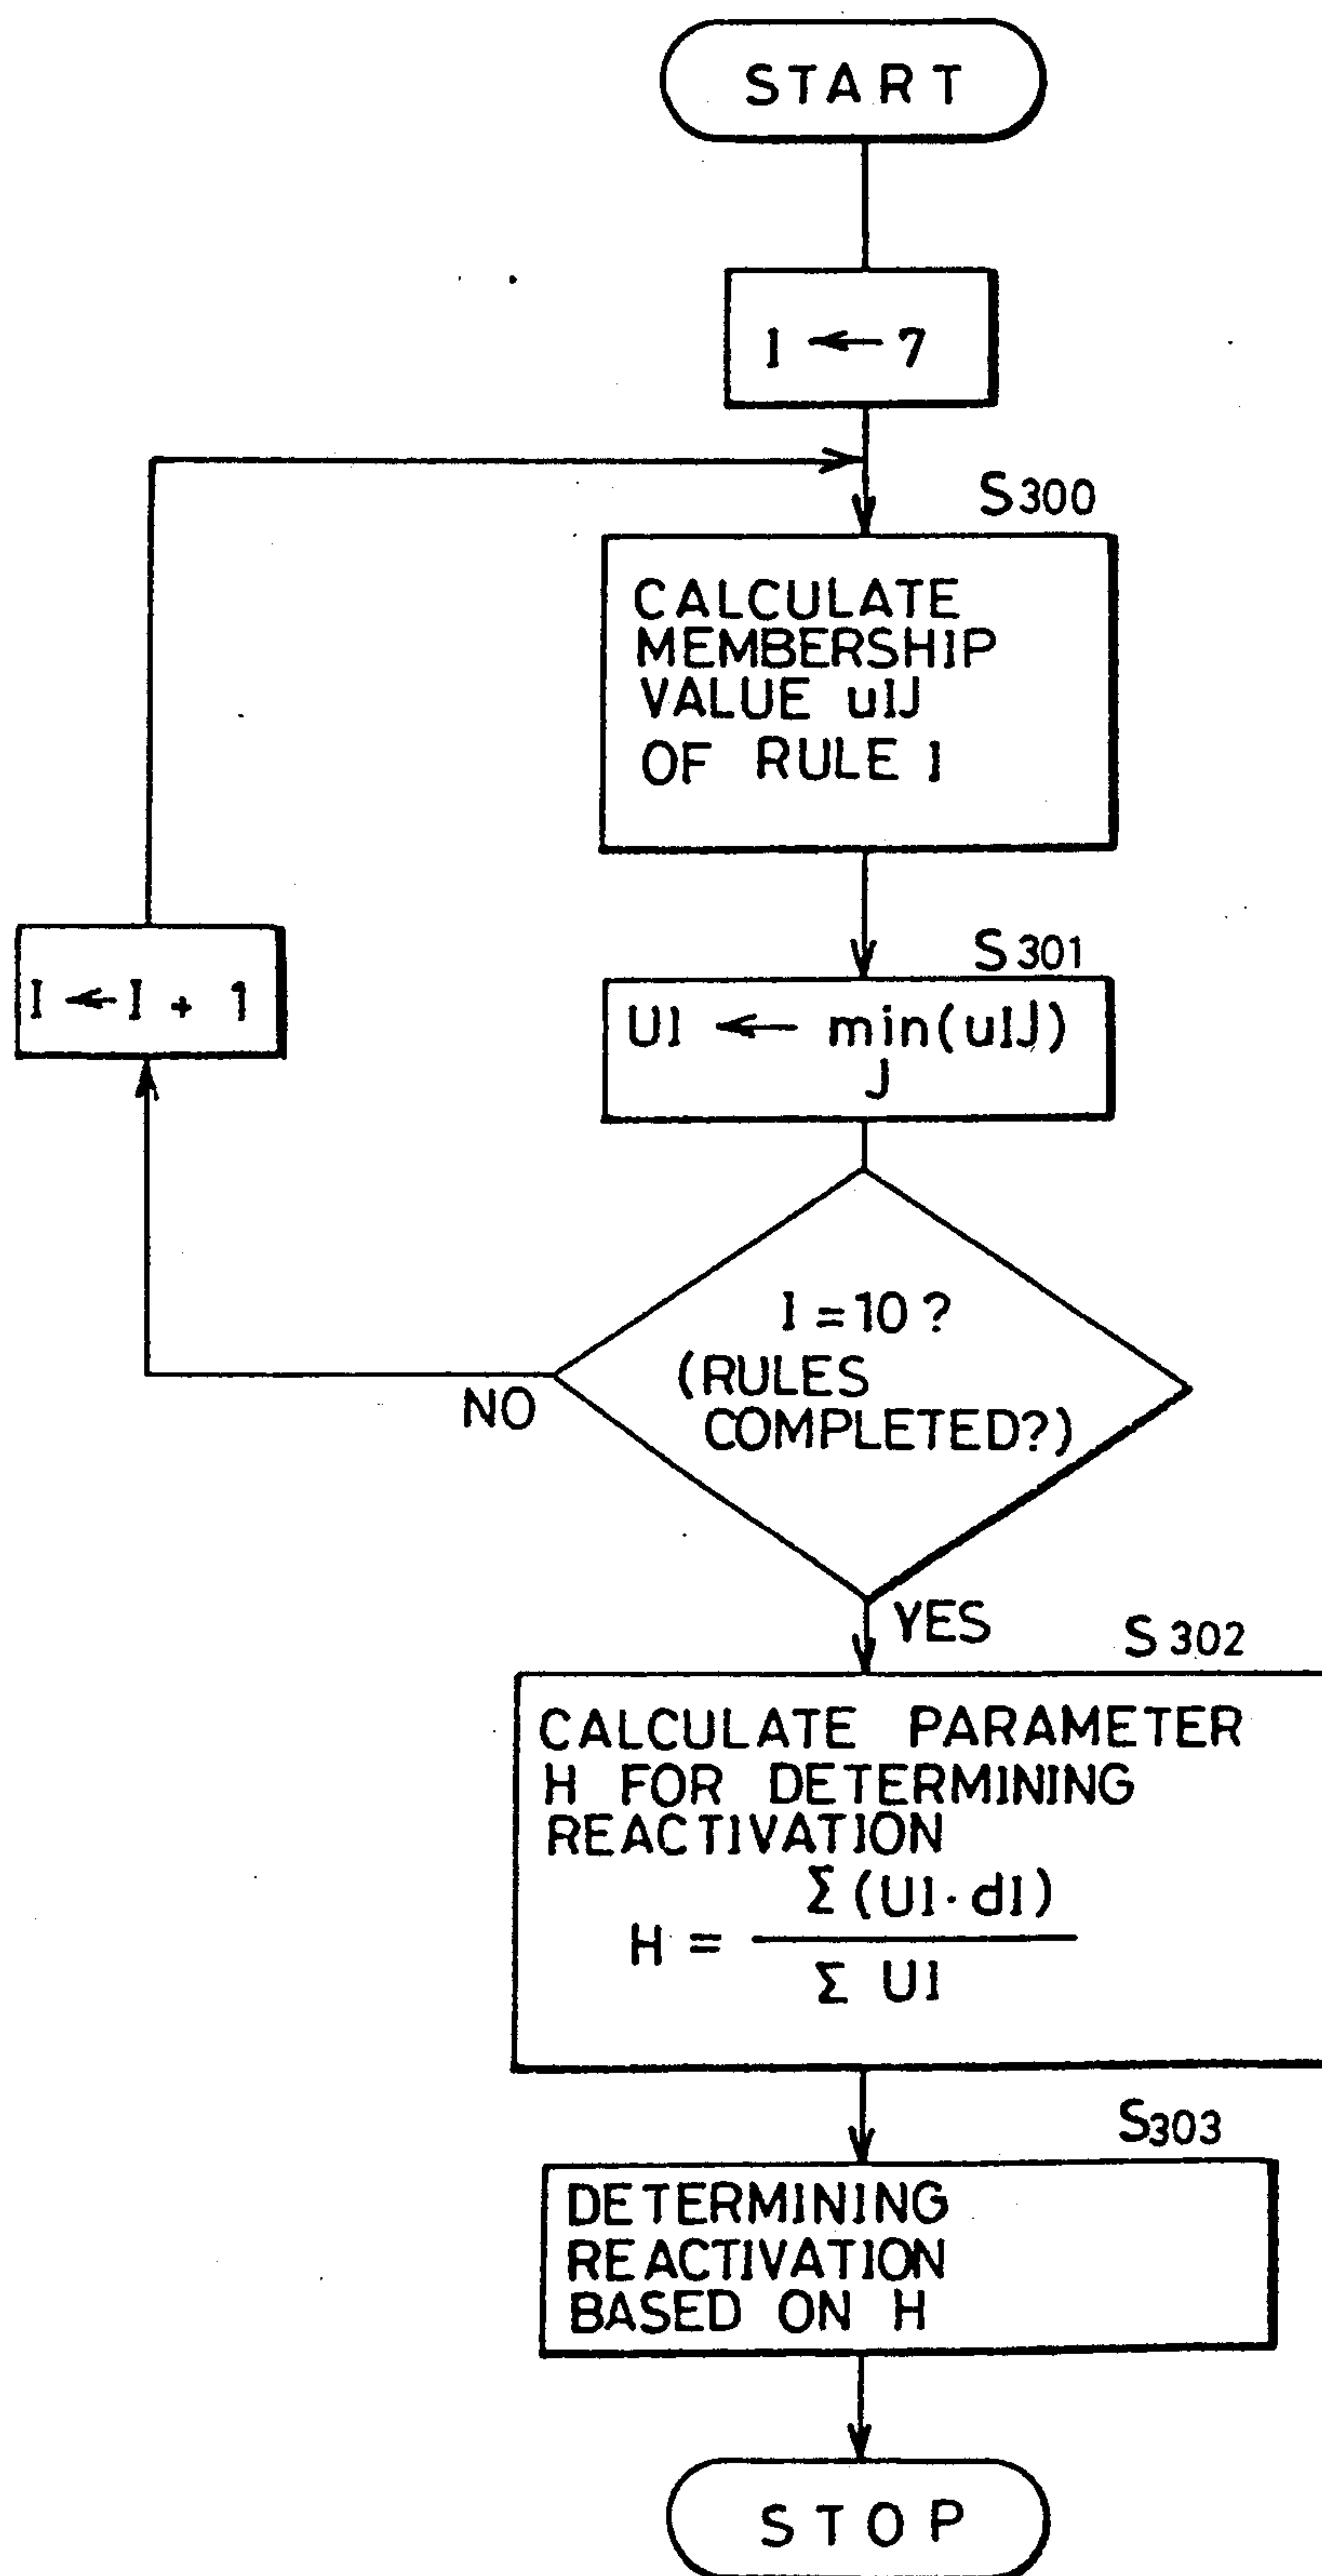 START
I ← 7
S300
CALCULATE
MEMBERSHIP
VALUE uIJ
OF RULE I
I ← I + 1
S301
UI ← min(uIJ)
J
I = 10 ?
(RULES
COMPLETED?)
NO
YES
S302
CALCULATE PARAMETER
H FOR DETERMINING
REACTIVATION
H = Σ (UI · dI)
Σ UI
S303
DETERMINING
REACTIVATION
BASED ON H
STOP